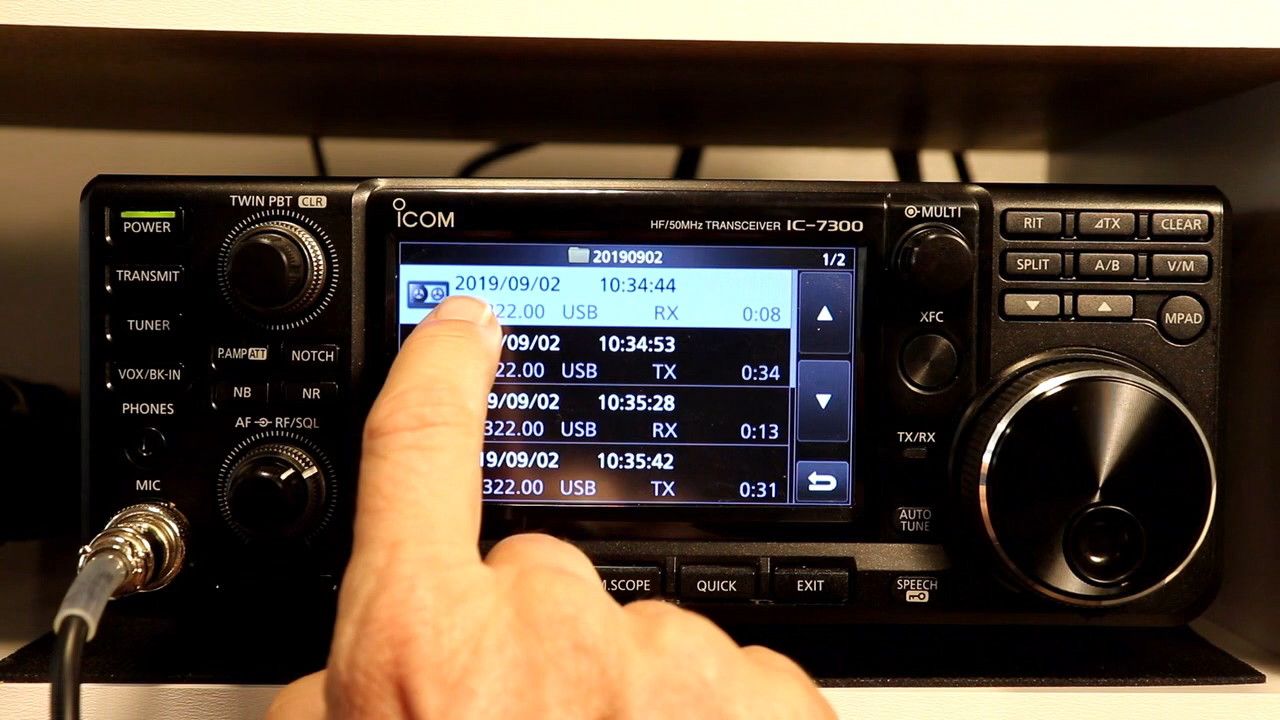 TWIN PBT CLR
POWER
TRANSMIT
TUNER
VOX/BK-IN
PHONES
MIC
P.AMP ATT
NOTCH
NB
NR
AF RF/SQL
ICOM
HF/50MHz TRANSCEIVER IC-7300
20190902
1/2
2019/09/02 10:34:44
322.00 USB RX 0:08
/09/02 10:34:53
22.00 USB TX 0:34
9/09/02 10:35:28
322.00 USB RX 0:13
19/09/02 10:35:42
322.00 USB TX 0:31
M.SCOPE
QUICK
EXIT
MULTI
XFC
TX/RX
AUTO
TUNE
SPEECH
RIT
⊿TX
CLEAR
SPLIT
A/B
V/M
MPAD